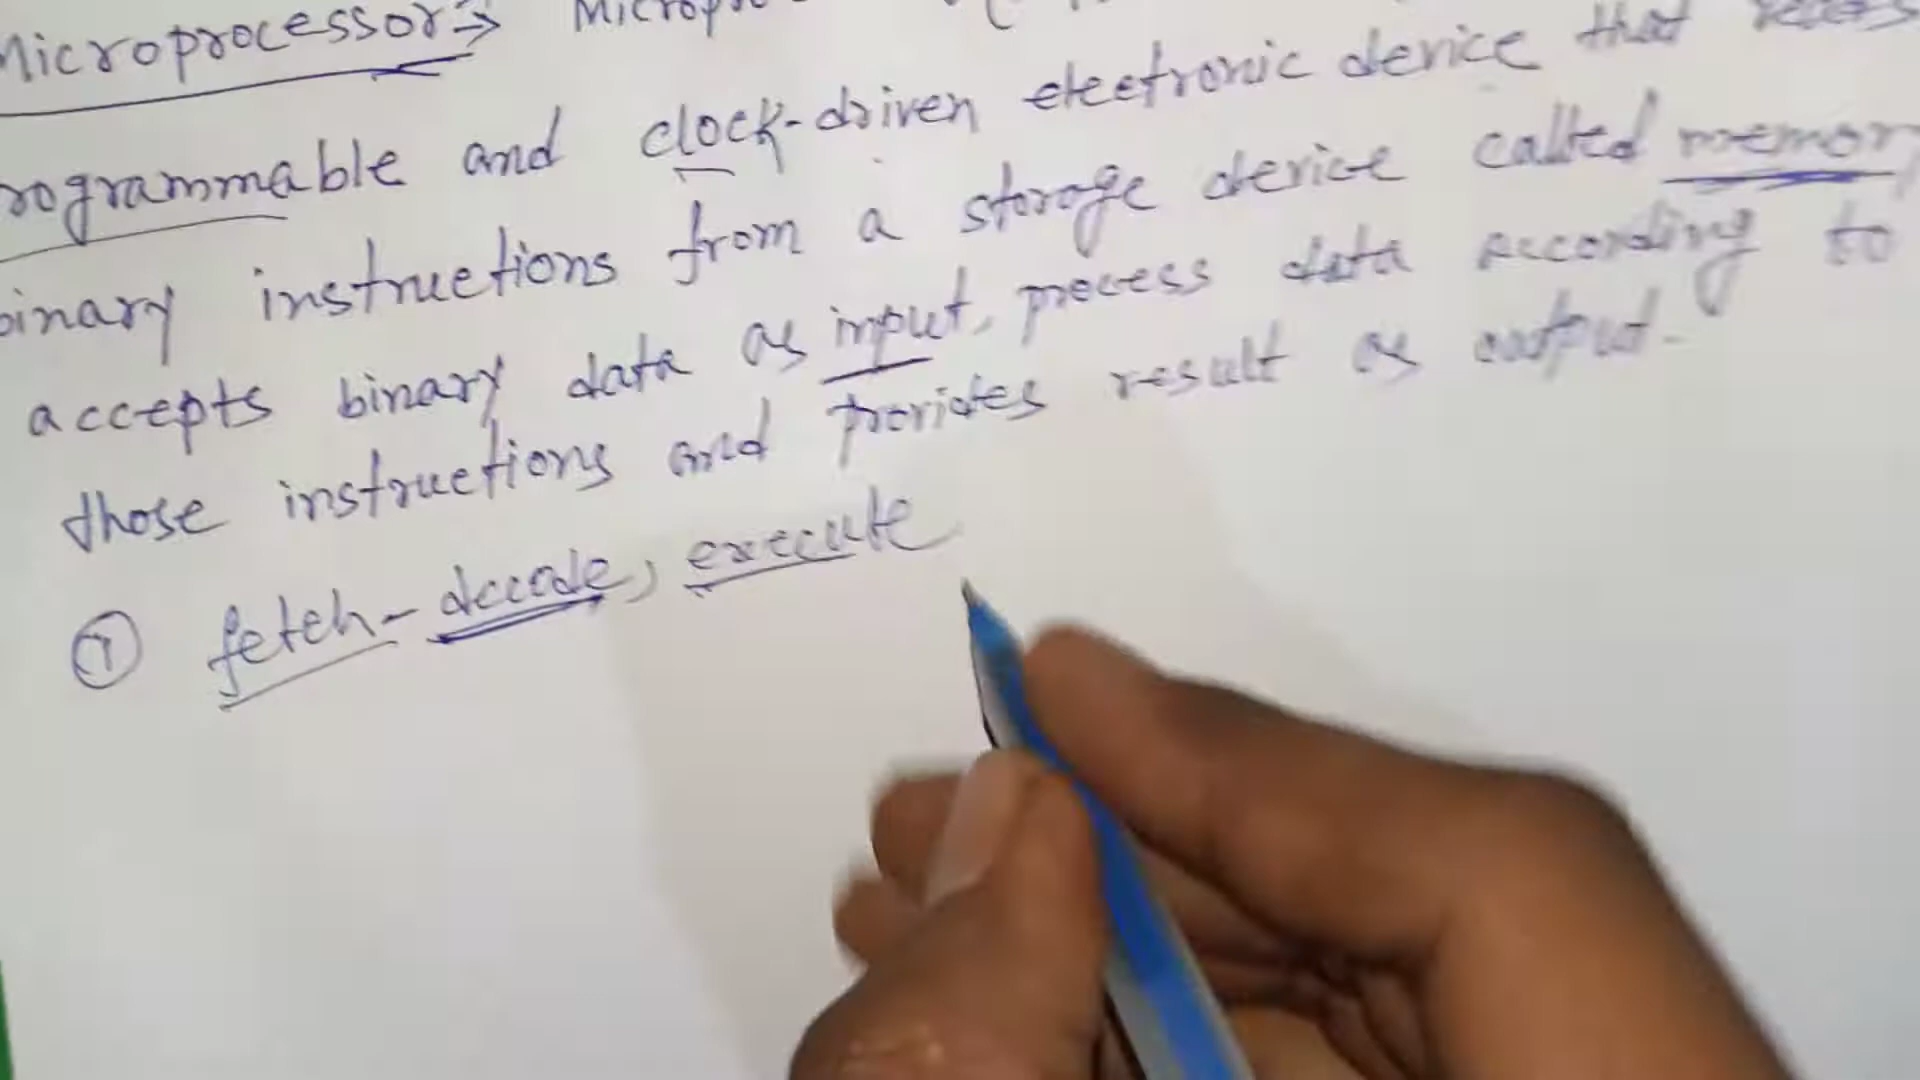 Microprocessor→
rogrammable and clock-driven electronic device that
binary instructions from a storage device called memor
accepts binary data as input, process data according to
those instructions and provides result as output.
① fetch-decode, execute